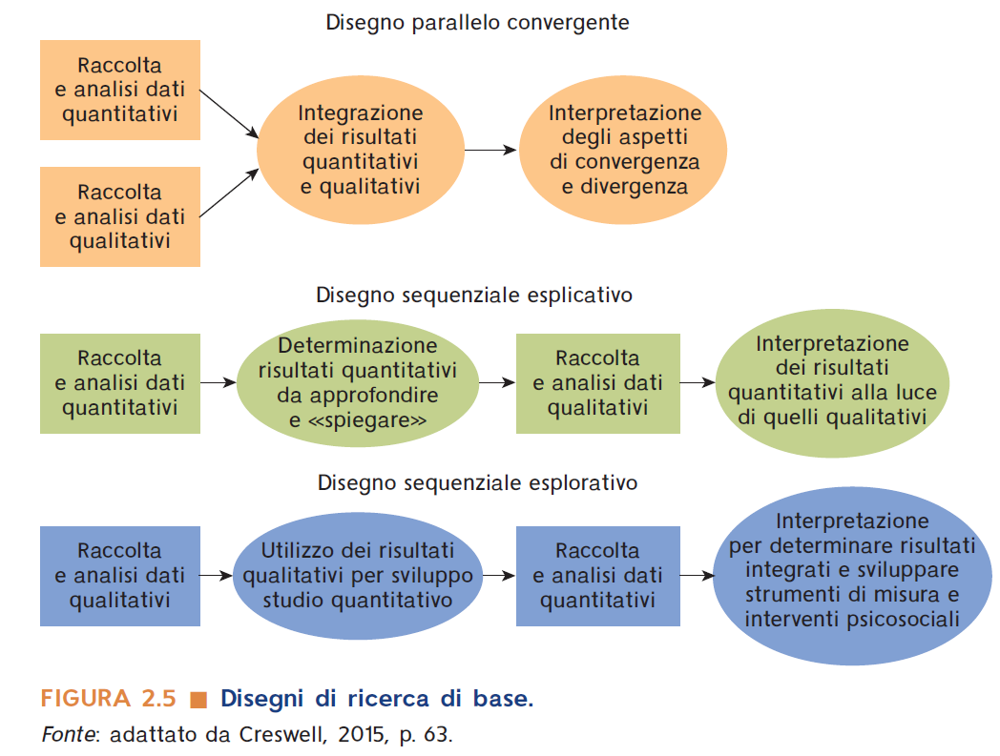 Disegno parallelo convergente
Raccolta
e analisi dati
quantitativi
Raccolta
e analisi dati
qualitativi
Integrazione
dei risultati
quantitativi
e qualitativi
Interpretazione
degli aspetti
di convergenza
e divergenza
Disegno sequenziale esplicativo
Raccolta
e analisi dati
quantitativi
Determinazione
risultati quantitativi
da approfondire
e «spiegare»
Raccolta
e analisi dati
qualitativi
Interpretazione
dei risultati
quantitativi alla luce
di quelli qualitativi
Disegno sequenziale esplorativo
Raccolta
e analisi dati
qualitativi
Utilizzo dei risultati
qualitativi per sviluppo
studio quantitativo
Raccolta
e analisi dati
quantitativi
Interpretazione
per determinare risultati
integrati e sviluppare
strumenti di misura e
interventi psicosociali
FIGURA 2.5 ■ Disegni di ricerca di base.
Fonte: adattato da Creswell, 2015, p. 63.